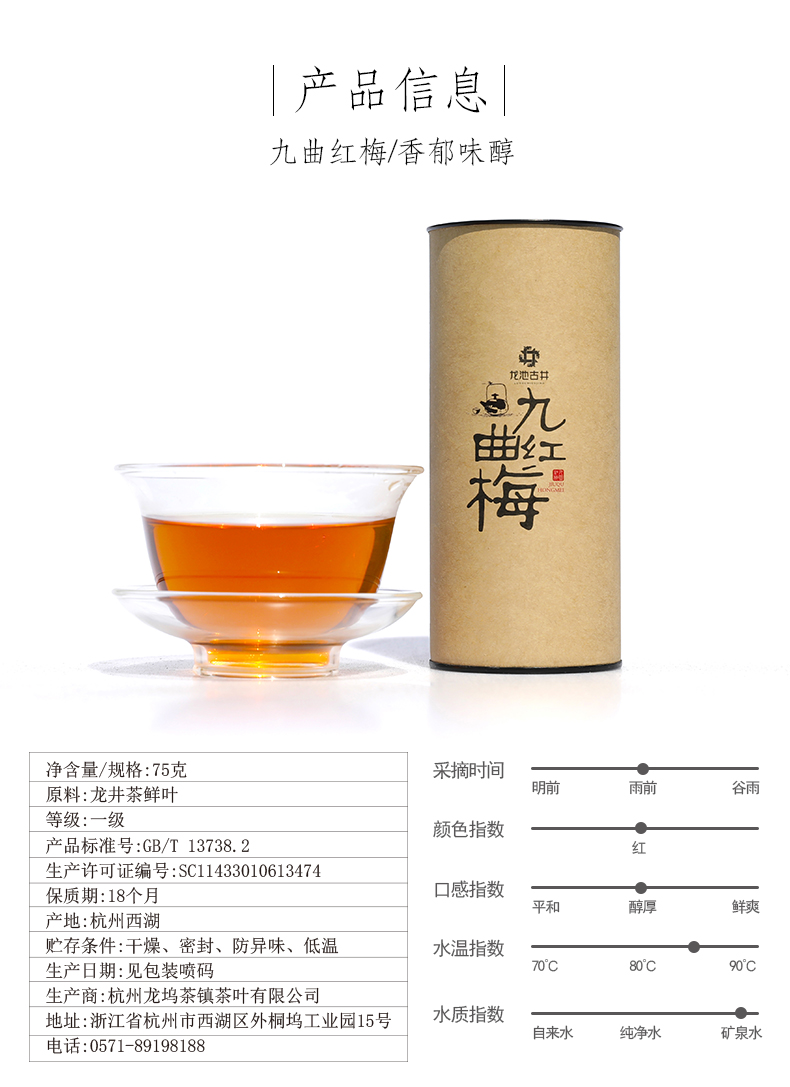 产品信息
九曲红梅/香郁味醇
龙池古井
九曲红梅
JIUQU
HONGMEI
净含量/规格:75克
原料:龙井茶鲜叶
等级:一级
产品标准号:GB/T 13738.2
生产许可证编号:SC11433010613474
保质期:18个月
产地:杭州西湖
贮存条件:干燥、密封、防异味、低温
生产日期:见包装喷码
生产商:杭州龙坞茶镇茶叶有限公司
地址:浙江省杭州市西湖区外桐坞工业园15号
电话:0571-89198188
采摘时间
明前 雨前 谷雨
颜色指数
红
口感指数
平和 醇厚 鲜爽
水温指数
70℃ 80℃ 90℃
水质指数
自来水 纯净水 矿泉水